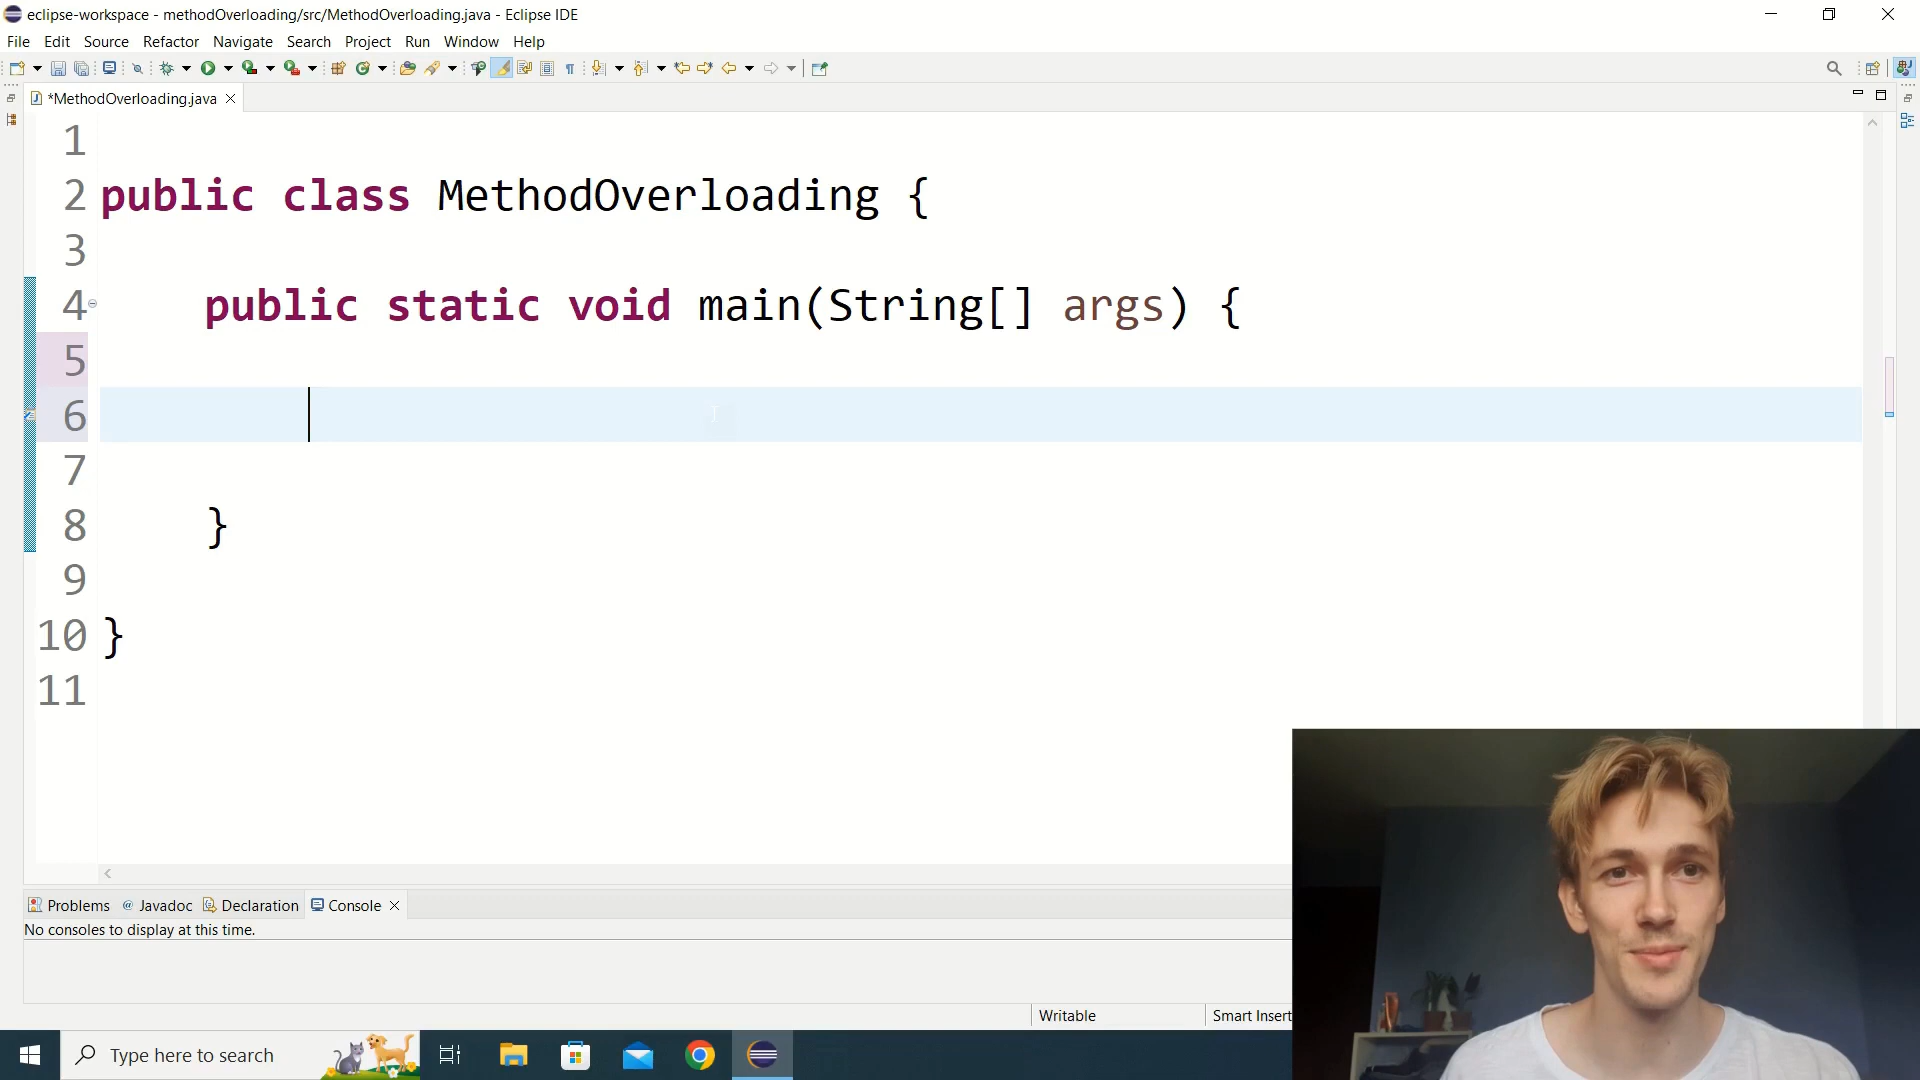 eclipse-workspace - methodOverloading/src/MethodOverloading.java - Eclipse IDE
File Edit Source Refactor Navigate Search Project Run Window Help
*MethodOverloading.java
1
2 public class MethodOverloading {
3
4 public static void main(String[] args) {
5
6
7
8 }
9
10 }
11
Problems @ Javadoc Declaration Console
No consoles to display at this time.
Writable Smart Insert
Type here to search